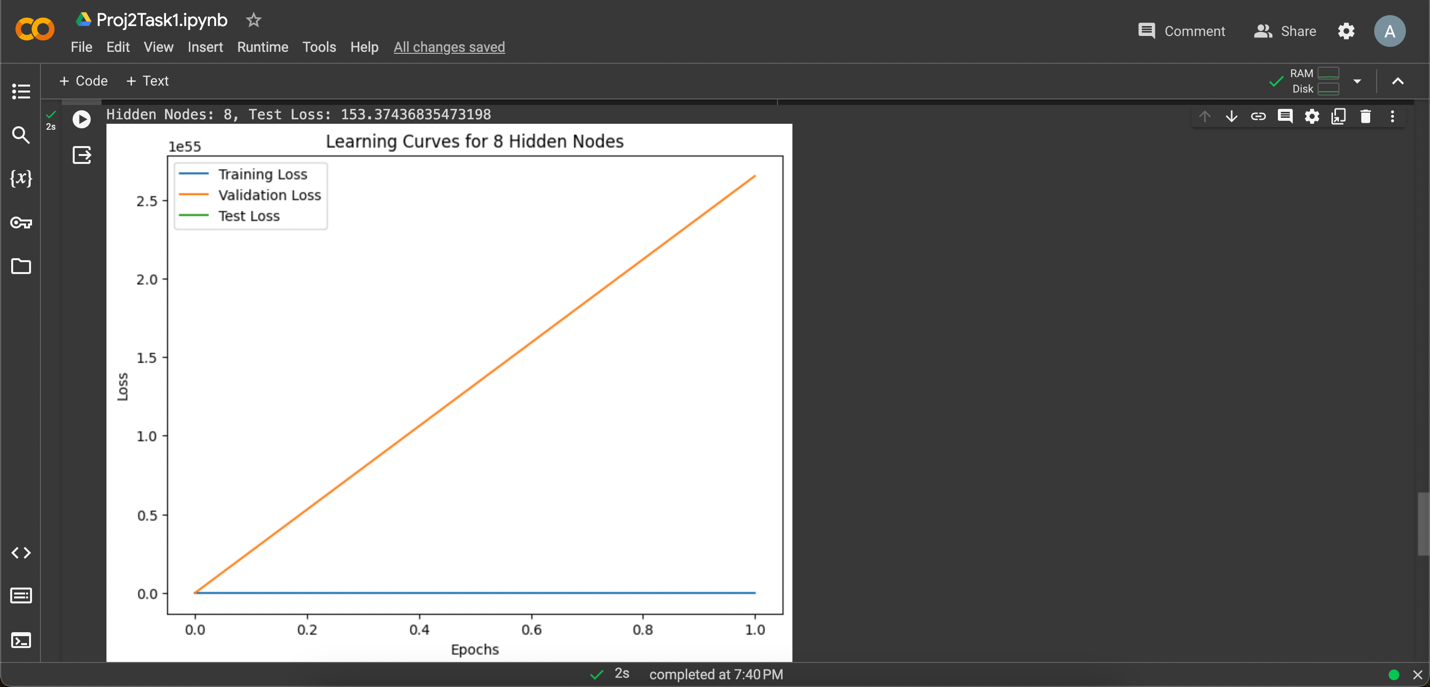 Proj2Task1.ipynb
File Edit View Insert Runtime Tools Help All changes saved
Comment Share A
+ Code + Text
RAM
Disk
2s
Hidden Nodes: 8, Test Loss: 153.37436835473198
{x}
Learning Curves for 8 Hidden Nodes
1e55
Training Loss
Validation Loss
Test Loss
2.5
2.0
1.5
1.0
0.5
0.0
Loss
0.0 0.2 0.4 0.6 0.8 1.0
Epochs
2s completed at 7:40 PM